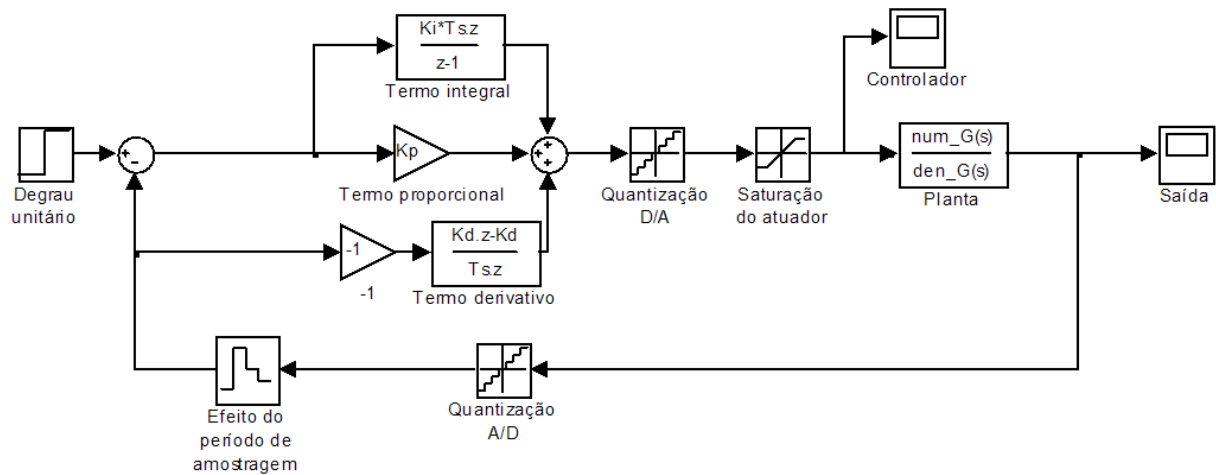 Ki*Ts.z
z-1
Termo integral
Controlador
Degrau
unitário
+
-
Kp
Termo proporcional
+
+
+
Quantização
D/A
Saturação
do atuador
num_G(s)
den_G(s)
Planta
Saída
-1
-1
Kd.z-Kd
Ts.z
Termo derivativo
Efeito do
período de
amostragem
Quantização
A/D